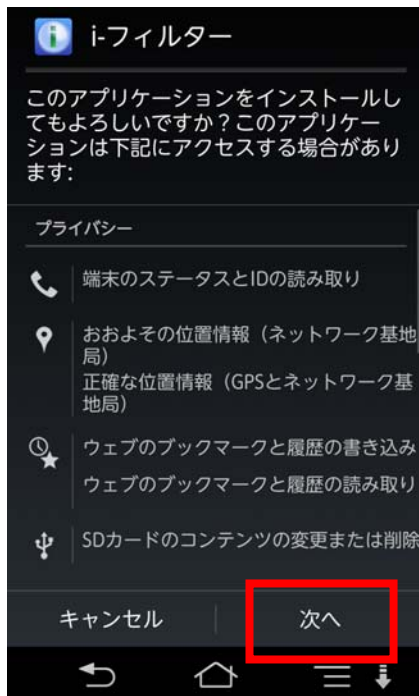 i-フィルター
このアプリケーションをインストールし
てもよろしいですか？このアプリケー
ションは下記にアクセスする場合があり
ます:
プライバシー
端末のステータスとIDの読み取り
おおよその位置情報（ネットワーク基地
局）
正確な位置情報（GPSとネットワーク基
地局）
ウェブのブックマークと履歴の書き込み
ウェブのブックマークと履歴の読み取り
SDカードのコンテンツの変更または削除
キャンセル
次へ